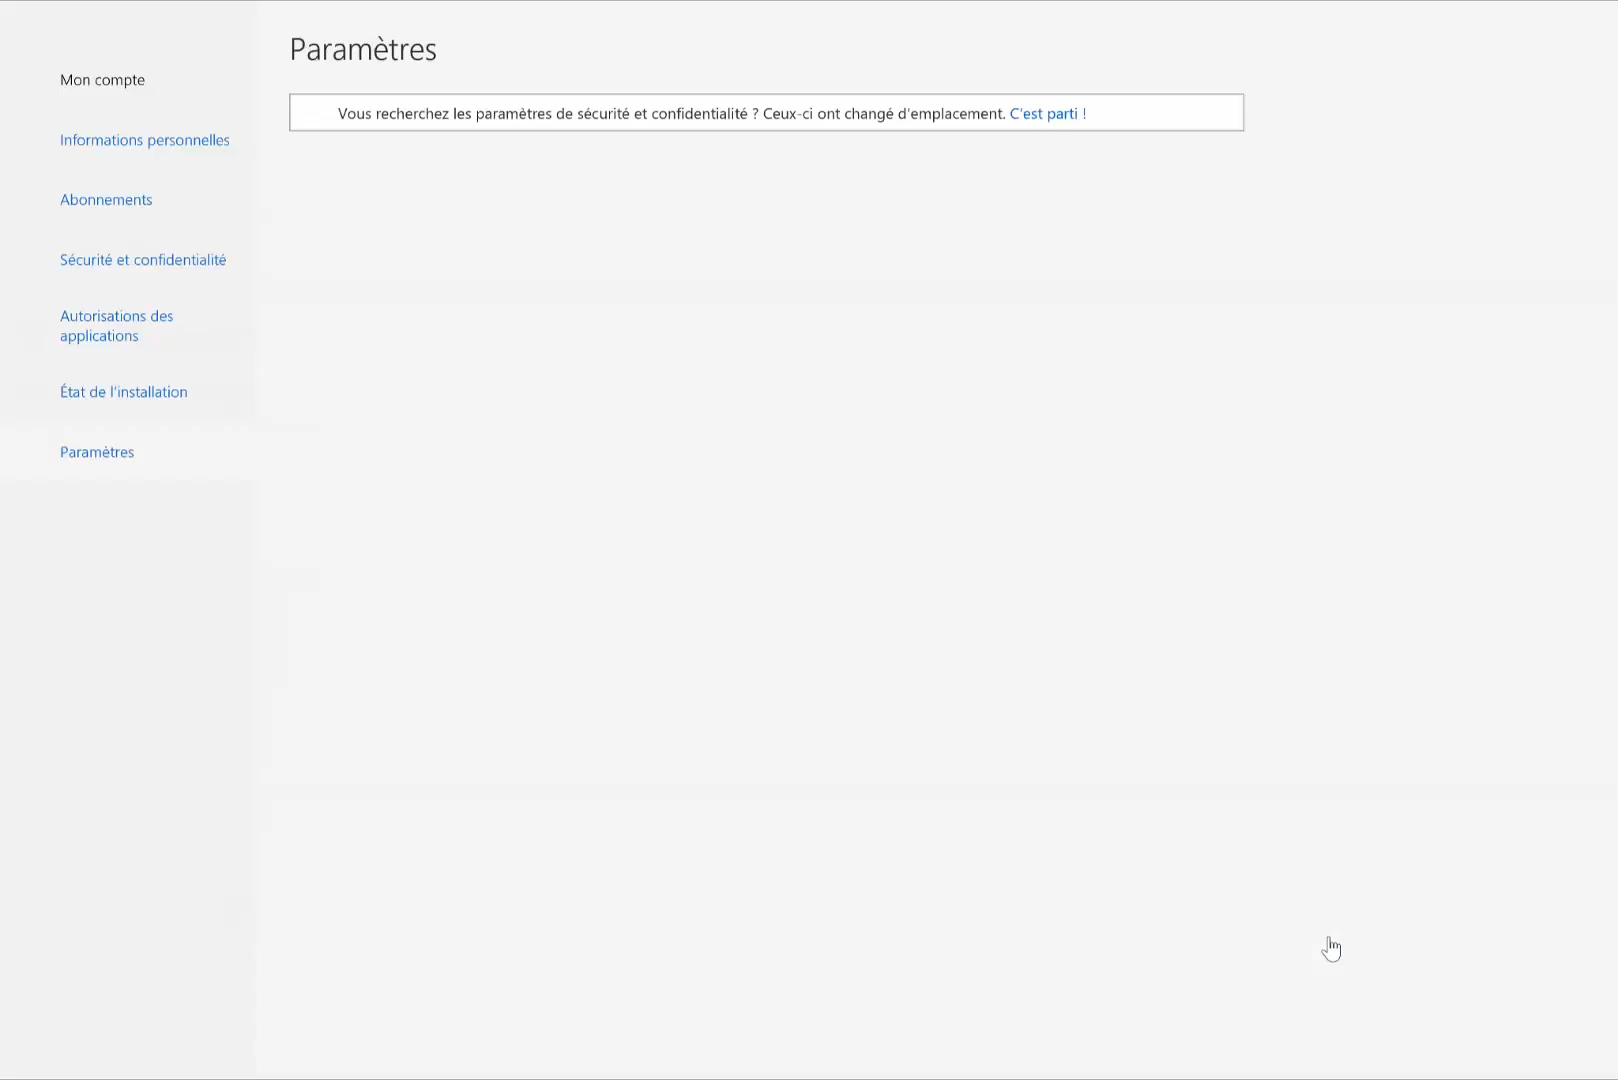 Mon compte
Informations personnelles
Abonnements
Sécurité et confidentialité
Autorisations des
applications
État de l'installation
Paramètres
Paramètres
Vous recherchez les paramètres de sécurité et confidentialité ? Ceux-ci ont changé d'emplacement. C'est parti !